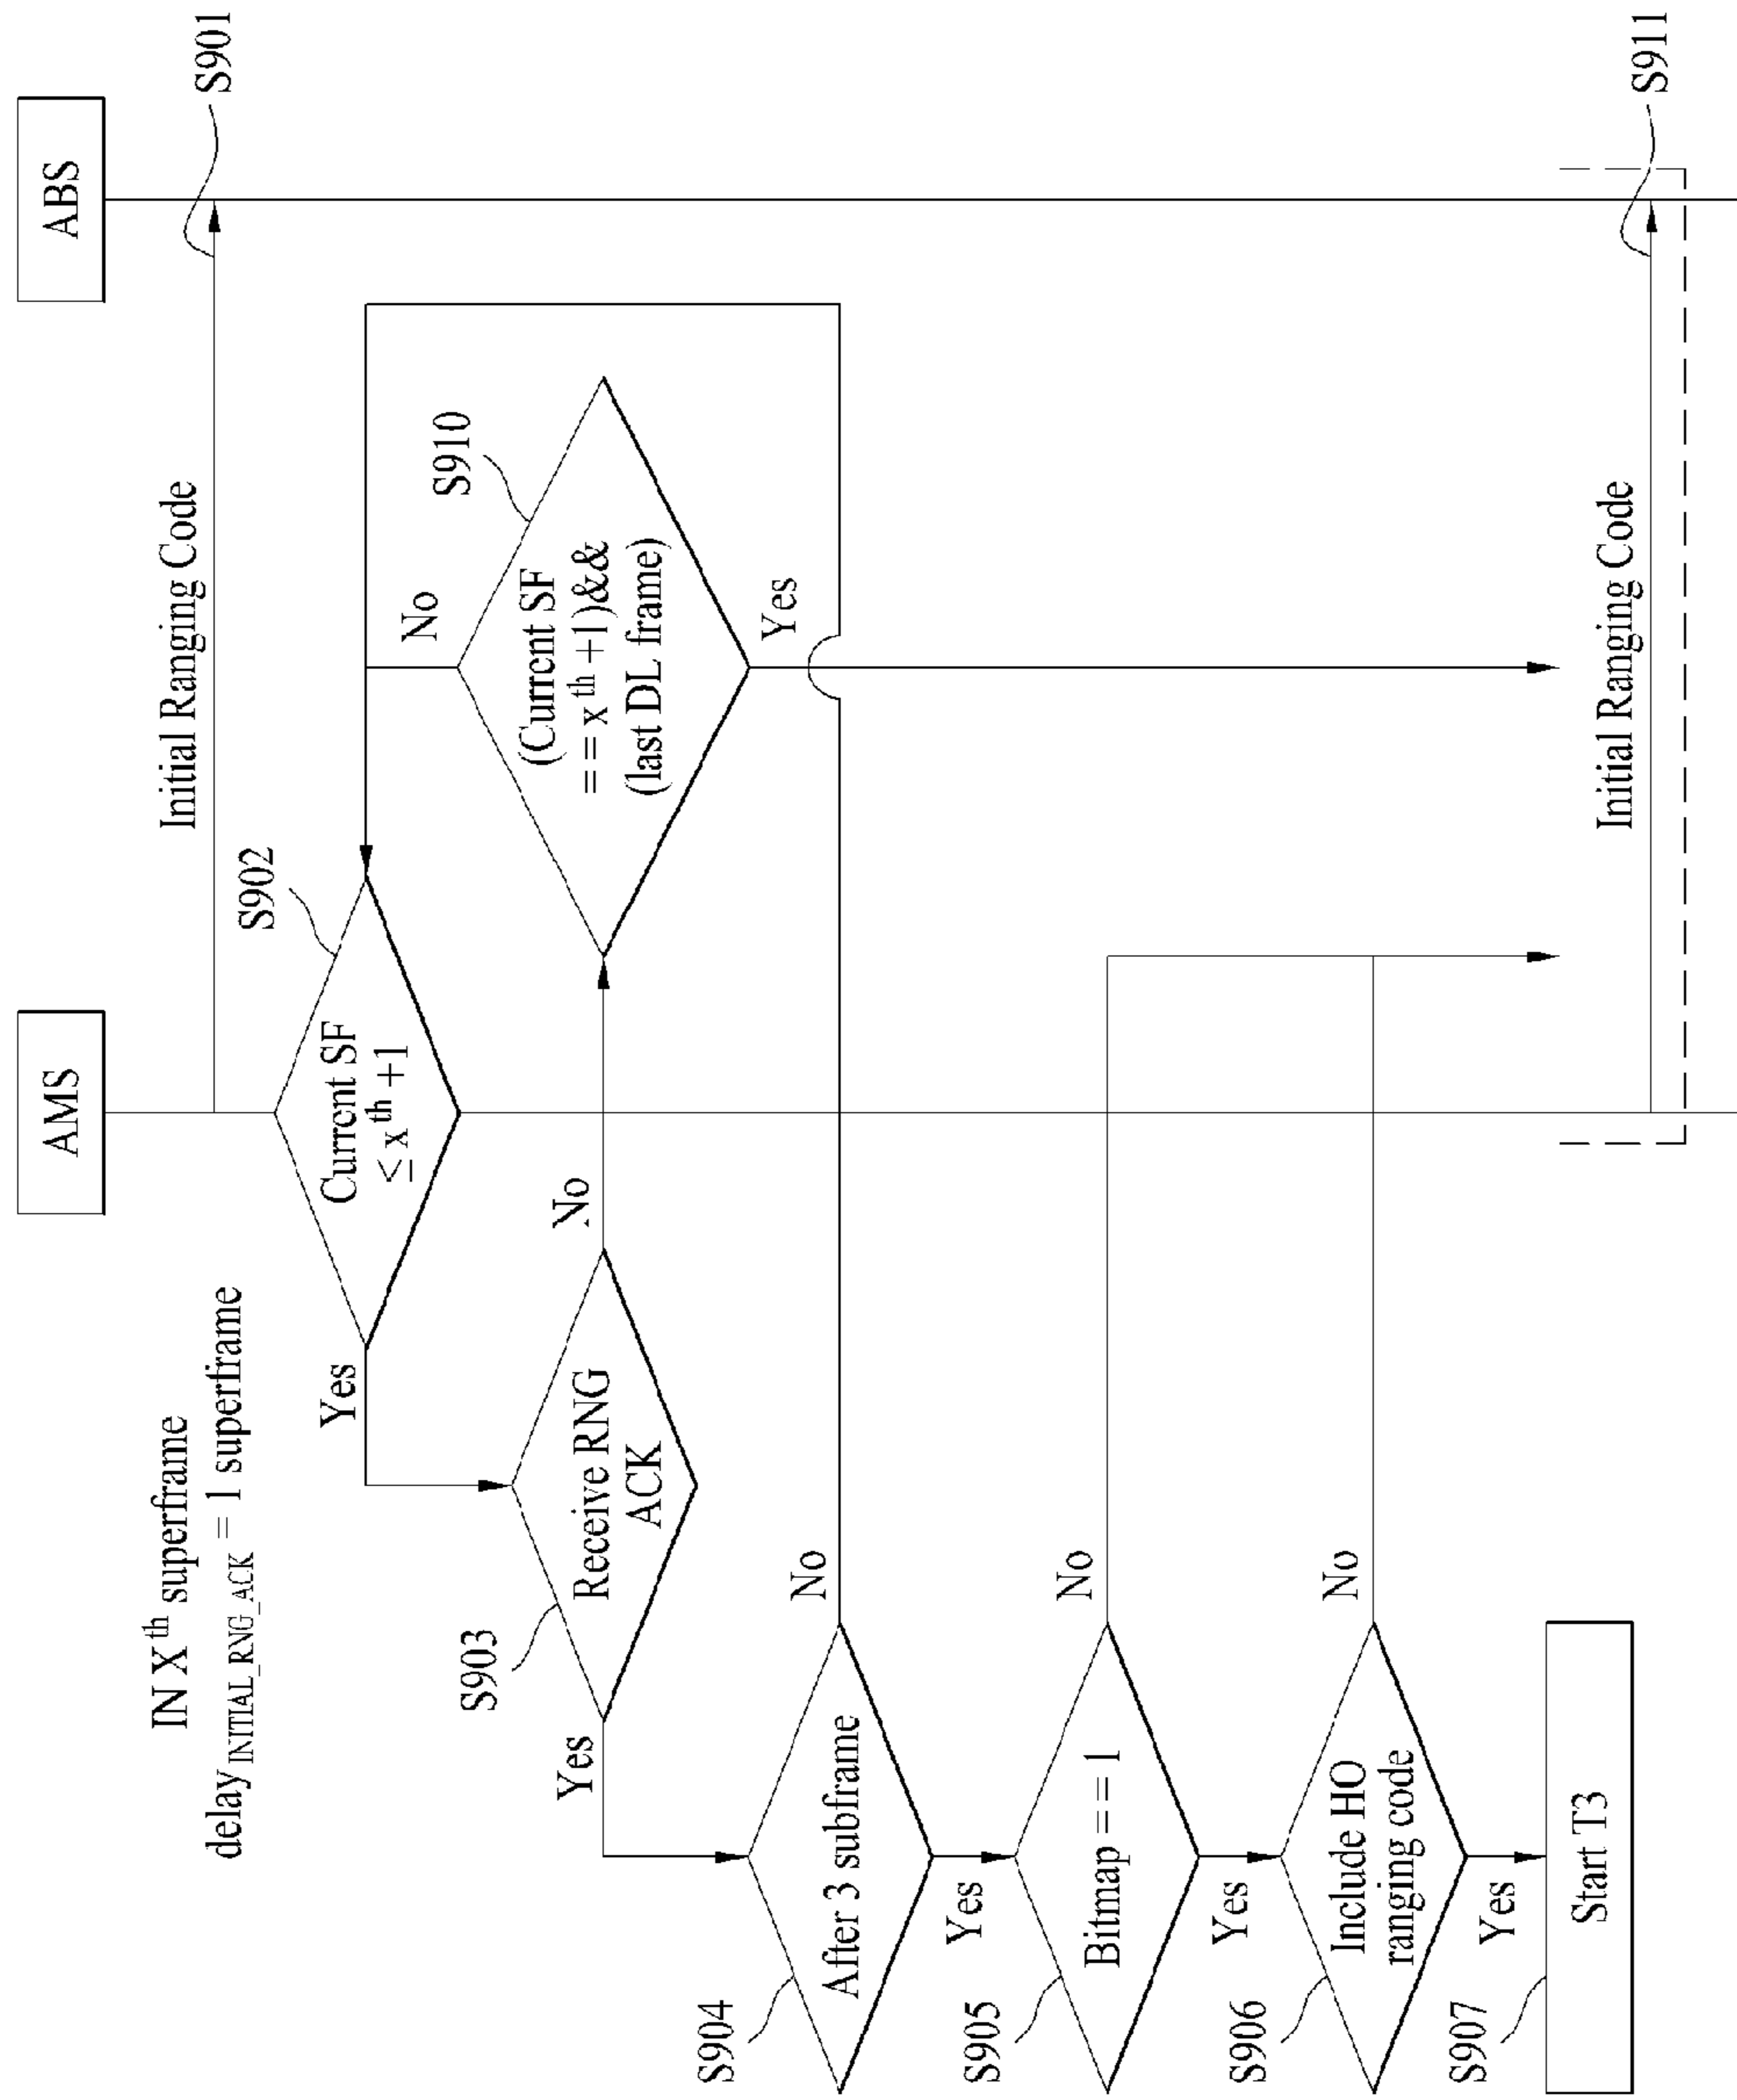 AMS
ABS
IN X th superframe
delay INITIAL_RNG_ACK = 1 superframe
Initial Ranging Code
S901
S902
Current SF
≤ x th +1
Yes
S903
Receive RNG
ACK
No
S910
(Current SF
== x th +1)&&
(last DL frame)
No
Yes
Yes
S904
After 3 subframe
No
Yes
S905
Bitmap == 1
No
Yes
S906
Include HO
ranging code
No
Yes
S907
Start T3
Initial Ranging Code
S911